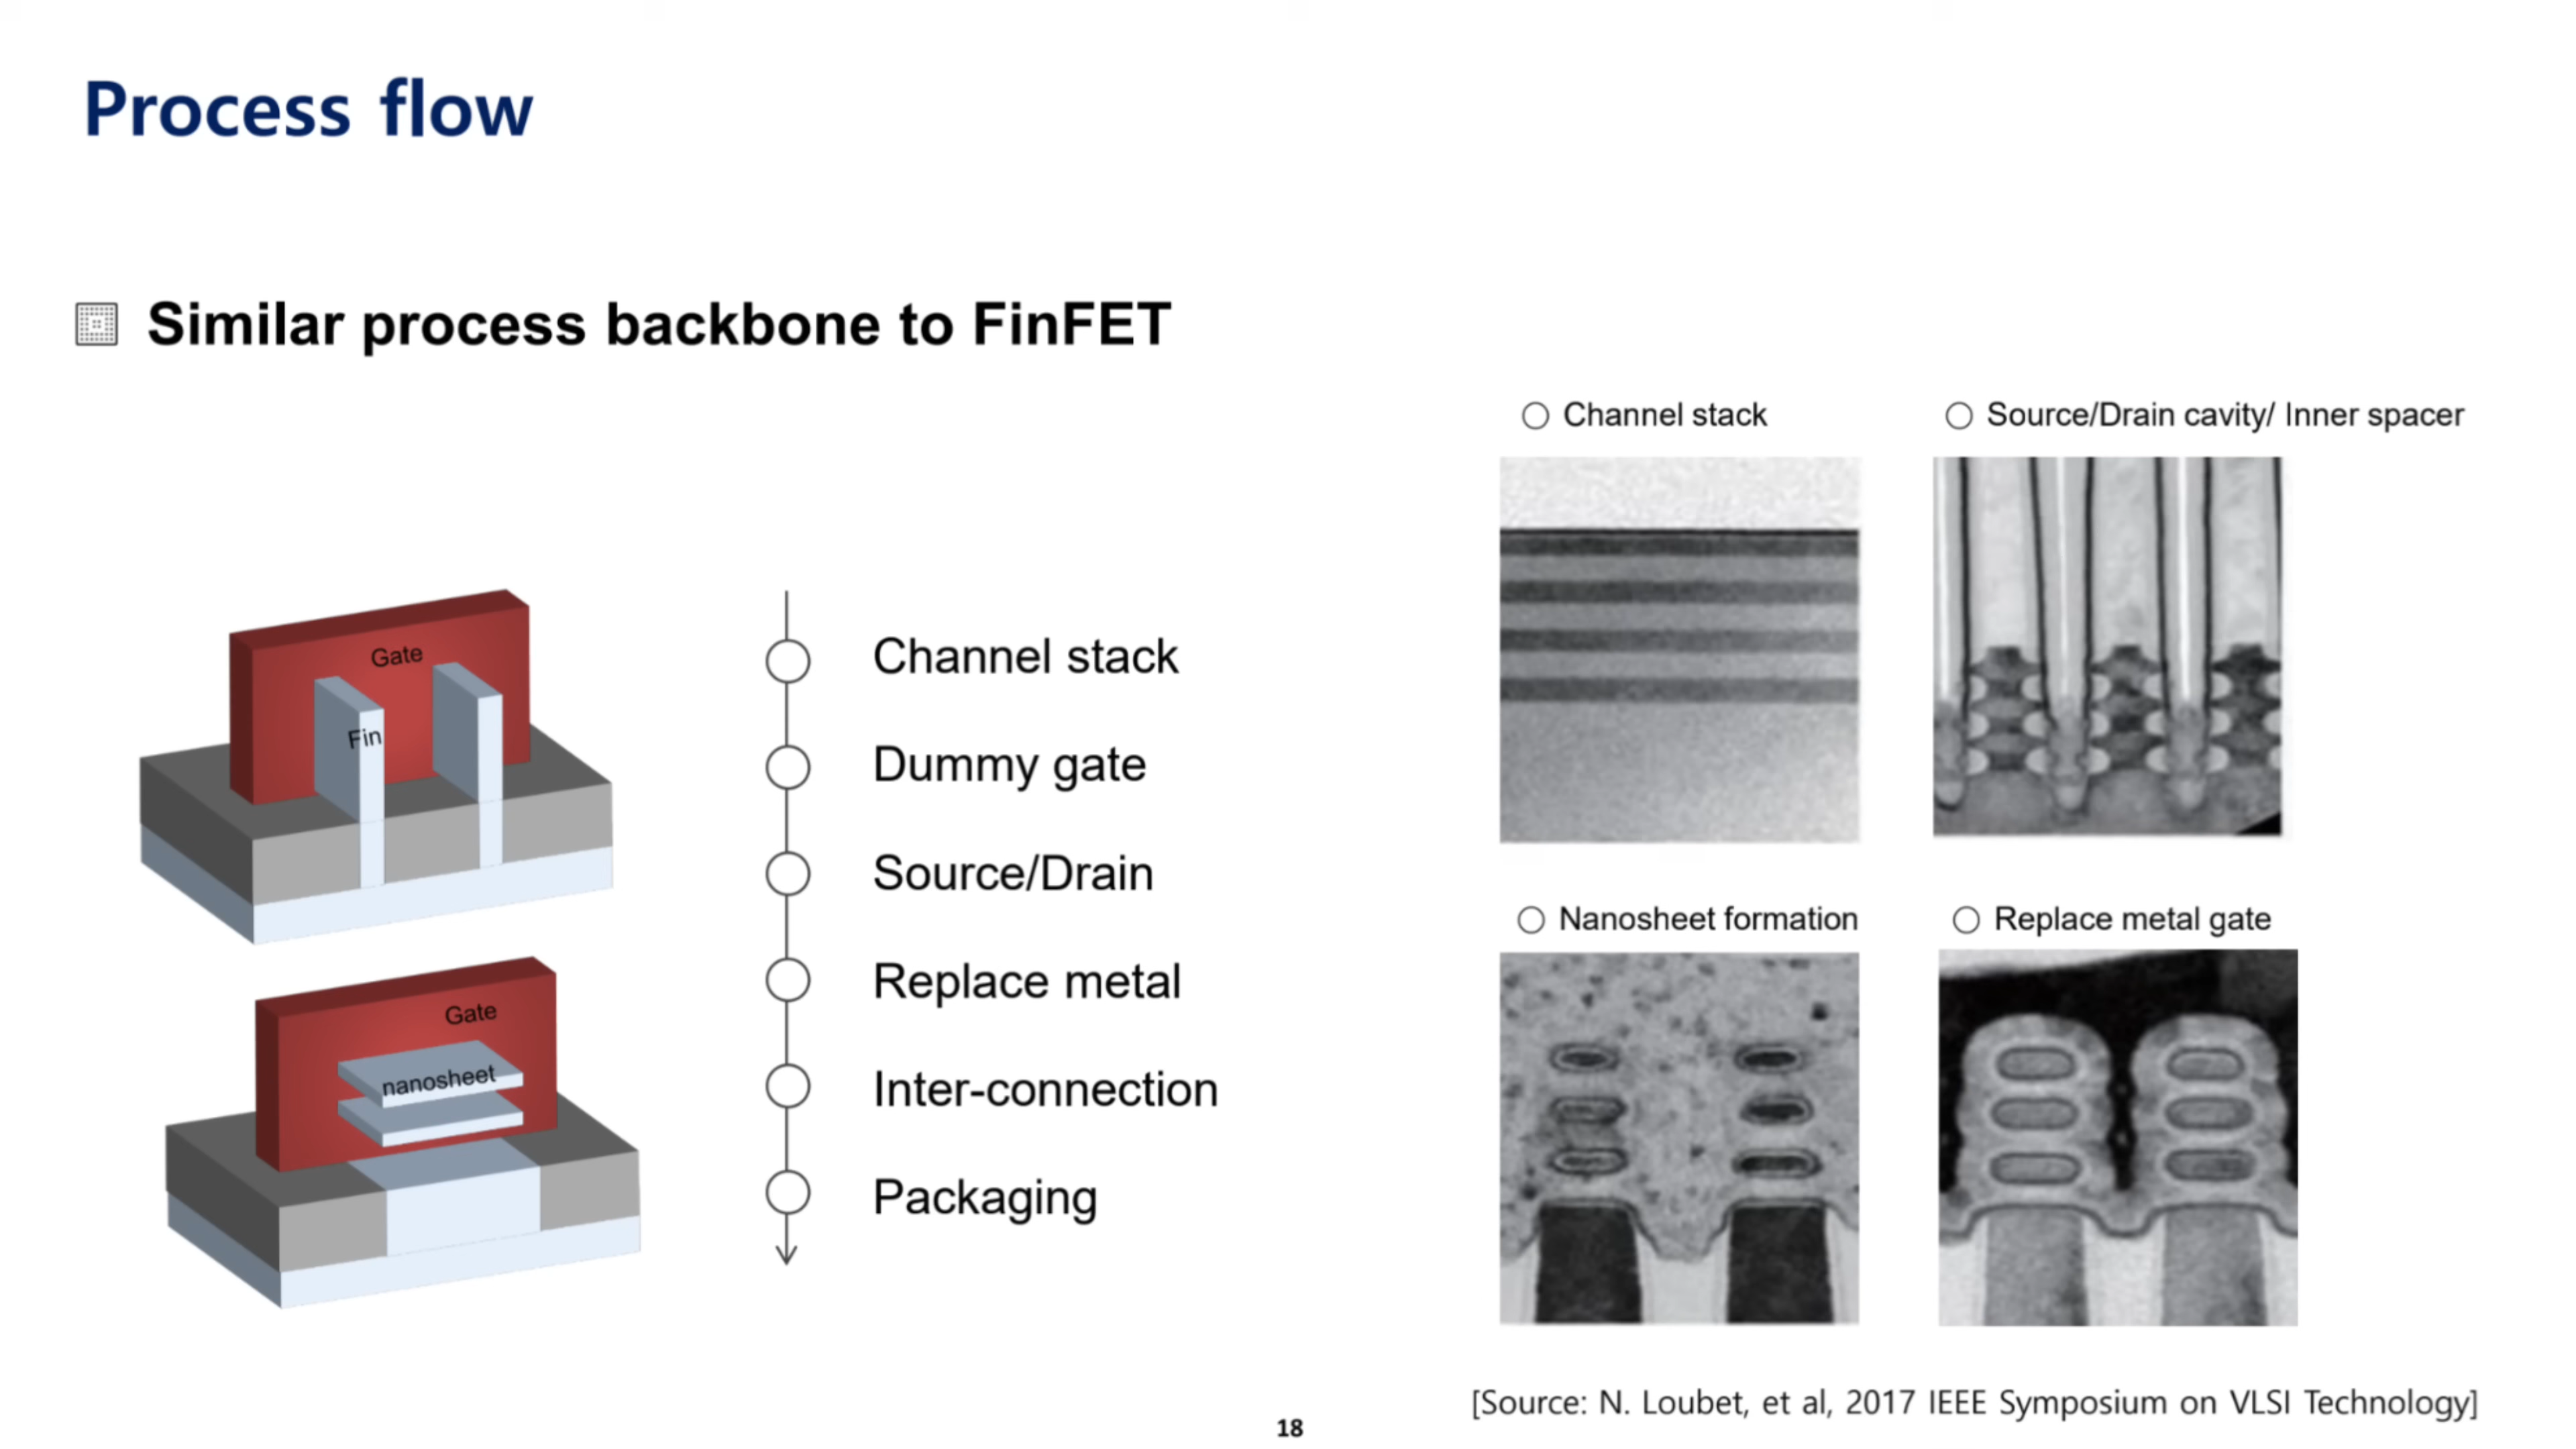 Process flow
Similar process backbone to FinFET
Gate
Fin
Gate
nanosheet
Channel stack
Dummy gate
Source/Drain
Replace metal
Inter-connection
Packaging
Channel stack
Source/Drain cavity/ Inner spacer
Nanosheet formation
Replace metal gate
[Source: N. Loubet, et al, 2017 IEEE Symposium on VLSI Technology]
18